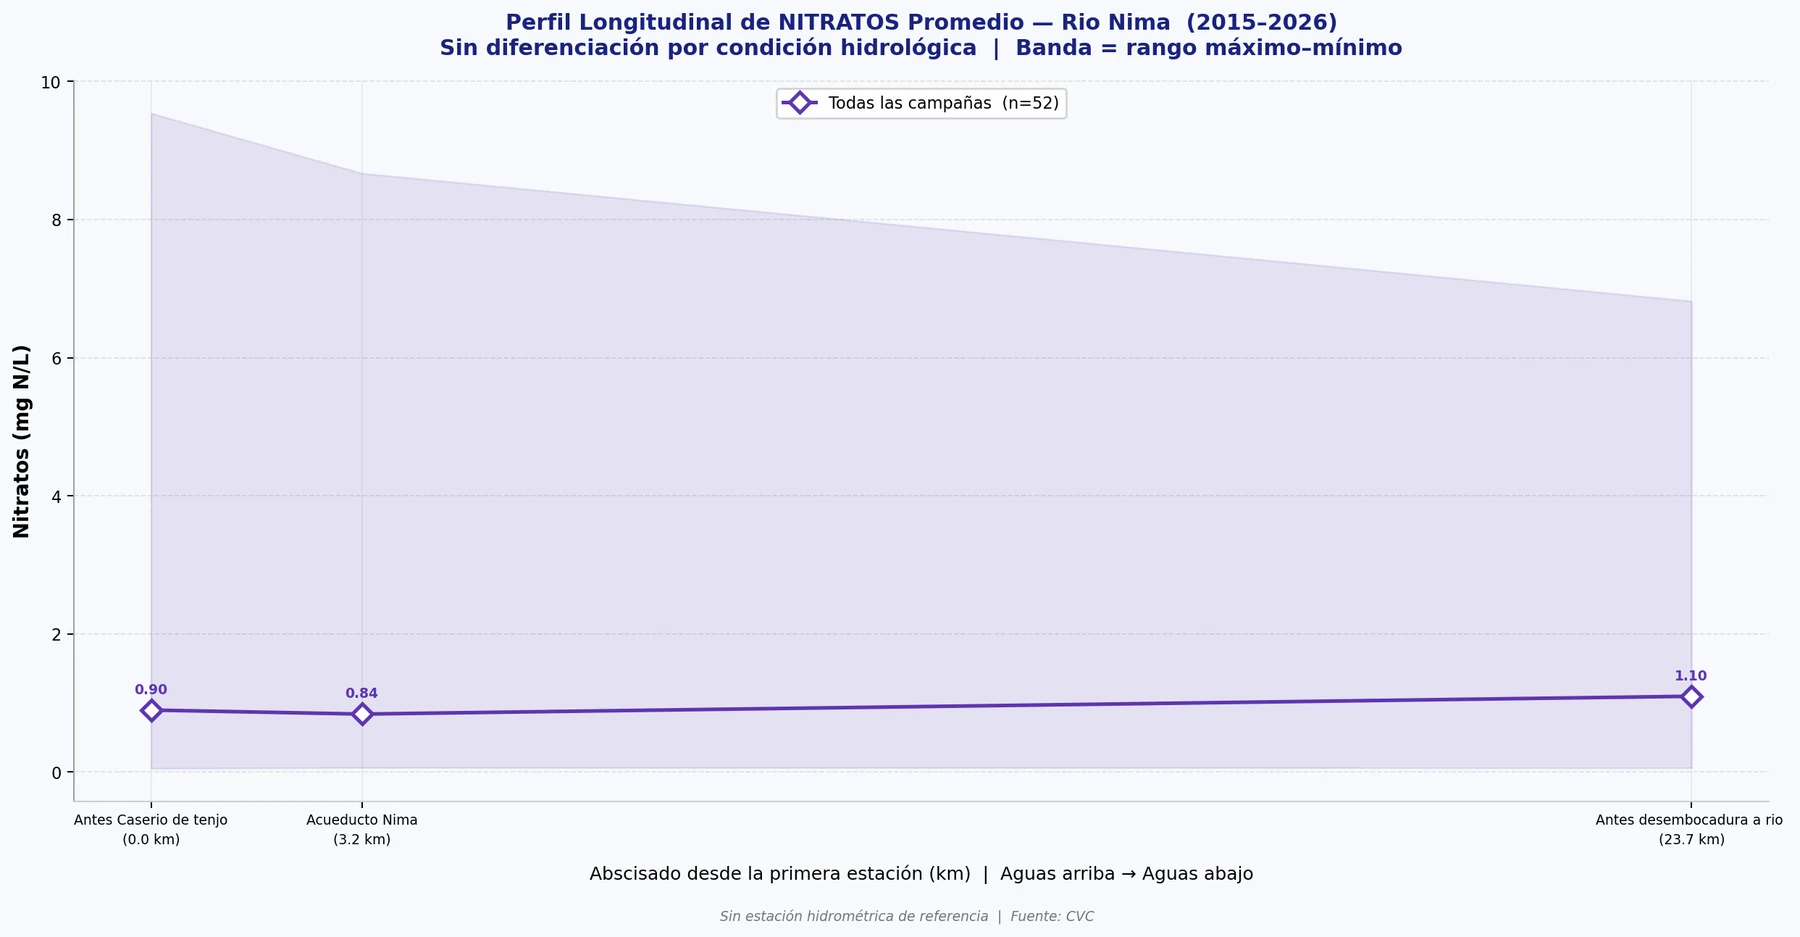 Perfil Longitudinal de NITRATOS Promedio — Rio Nima  (2015–2026)
Sin diferenciación por condición hidrológica  |  Banda = rango máximo–mínimo
Todas las campañas  (n=52)
Nitratos (mg N/L)
10
8
6
4
2
0
0.90
0.84
1.10
Antes Caserio de tenjo
(0.0 km)
Acueducto Nima
(3.2 km)
Antes desembocadura a rio
(23.7 km)
Abscisado desde la primera estación (km)  |  Aguas arriba → Aguas abajo
Sin estación hidrométrica de referencia  |  Fuente: CVC